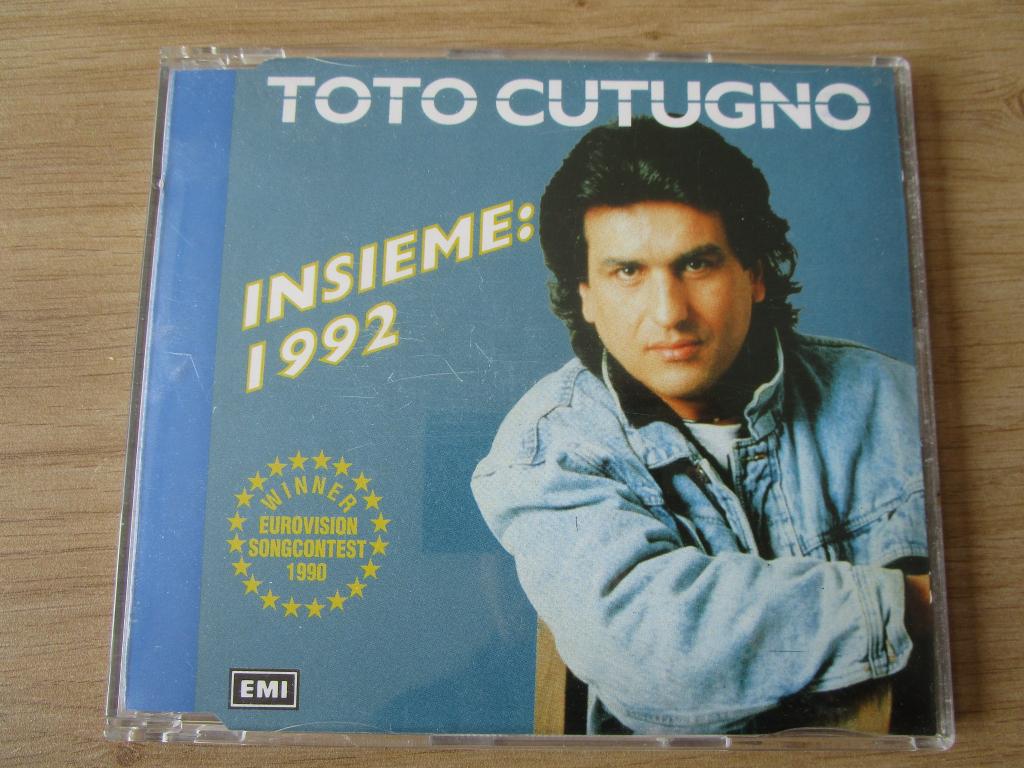 TOTO CUTUGNO
INSIEME:
1992
WINNER
EUROVISION
SONGCONTEST
1990
EMI